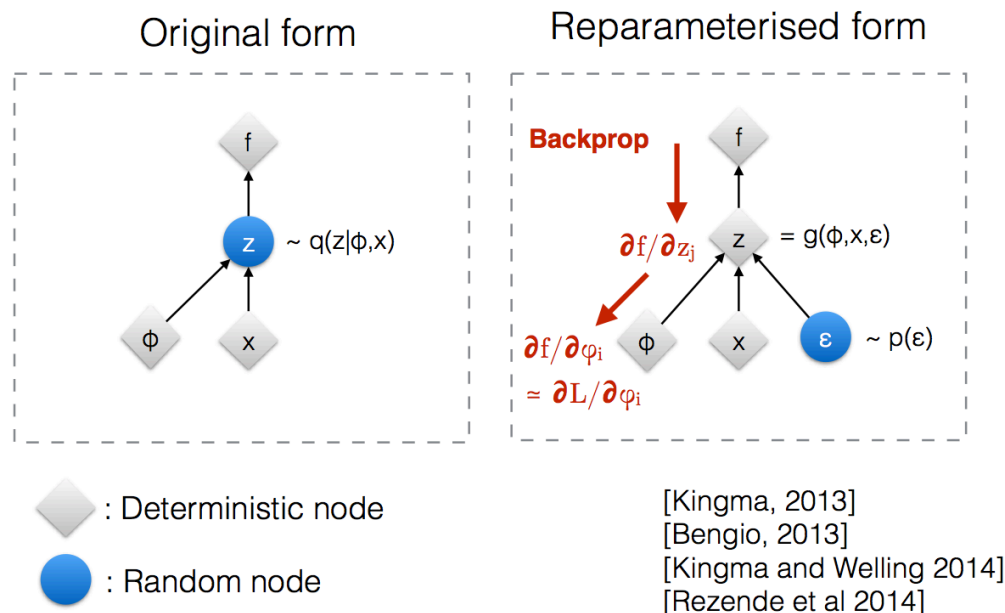 Original form
Reparameterised form
f
z ~ q(z|ϕ,x)
ϕ x
Backprop
f
∂f/∂zⱼ z = g(ϕ,x,ε)
∂f/∂φᵢ ϕ x ε ~ p(ε)
≃ ∂L/∂φᵢ
: Deterministic node
: Random node
[Kingma, 2013]
[Bengio, 2013]
[Kingma and Welling 2014]
[Rezende et al 2014]